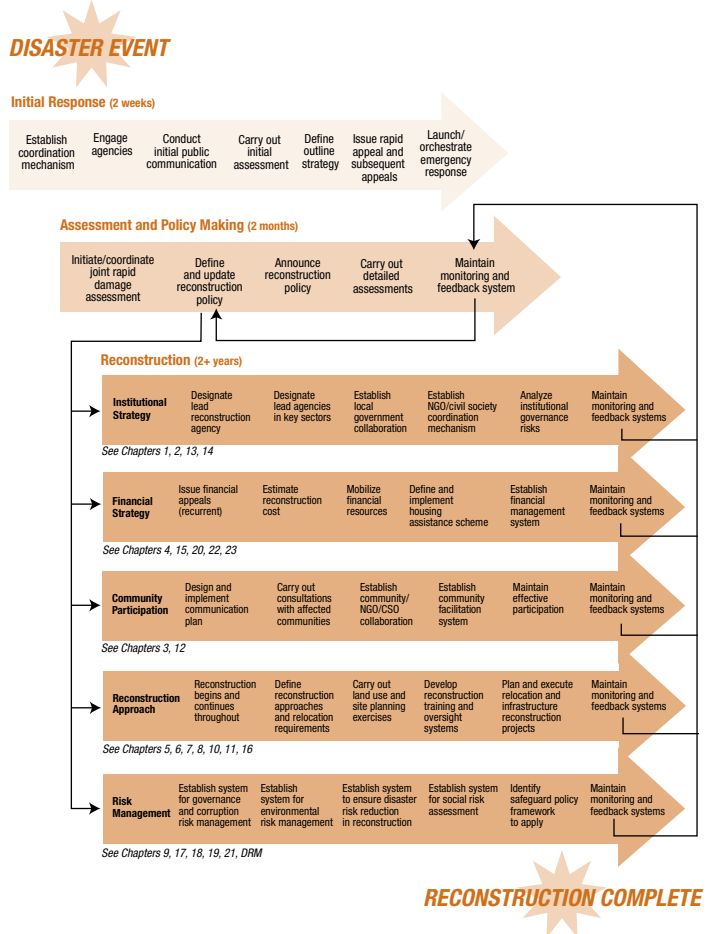 DISASTER EVENT
Initial Response (2 weeks)
Establish
coordination
mechanism
Engage
agencies
Conduct
initial public
communication
Carry out
initial
assessment
Define
outline
strategy
Issue rapid
appeal and
subsequent
appeals
Launch/
orchestrate
emergency
response
Assessment and Policy Making (2 months)
Initiate/coordinate
joint rapid
damage
assessment
Define
and update
reconstruction
policy
Announce
reconstruction
policy
Carry out
detailed
assessments
Maintain
monitoring and
feedback system
Reconstruction (2+ years)
Institutional
Strategy
Designate
lead
reconstruction
agency
Designate
lead agencies
in key sectors
Establish
local
government
collaboration
Establish
NGO/civil society
coordination
mechanism
Analyze
institutional
governance
risks
Maintain
monitoring and
feedback systems
See Chapters 1, 2, 13, 14
Financial
Strategy
Issue financial
appeals
(recurrent)
Estimate
reconstruction
cost
Mobilize
financial
resources
Define and
implement
housing
assistance scheme
Establish
financial
management
system
Maintain
monitoring and
feedback systems
See Chapters 4, 15, 20, 22, 23
Community
Participation
Design and
implement
communication
plan
Carry out
consultations
with affected
communities
Establish
community/
NGO/CSO
collaboration
Establish
community
facilitation
system
Maintain
effective
participation
Maintain
monitoring and
feedback systems
See Chapters 3, 12
Reconstruction
Approach
Reconstruction
begins and
continues
throughout
Define
reconstruction
approaches
and relocation
requirements
Carry out
land use and
site planning
exercises
Develop
reconstruction
training and
oversight
systems
Plan and execute
relocation and
infrastructure
reconstruction
projects
Maintain
monitoring and
feedback systems
See Chapters 5, 6, 7, 8, 10, 11, 16
Risk
Management
Establish system
for governance
and corruption
risk management
Establish
system for
environmental
risk management
Establish system
to ensure disaster
risk reduction
in reconstruction
Establish system
for social risk
assessment
Identify
safeguard policy
framework
to apply
Maintain
monitoring and
feedback systems
See Chapters 9, 17, 18, 19, 21, DRM
RECONSTRUCTION COMPLETE